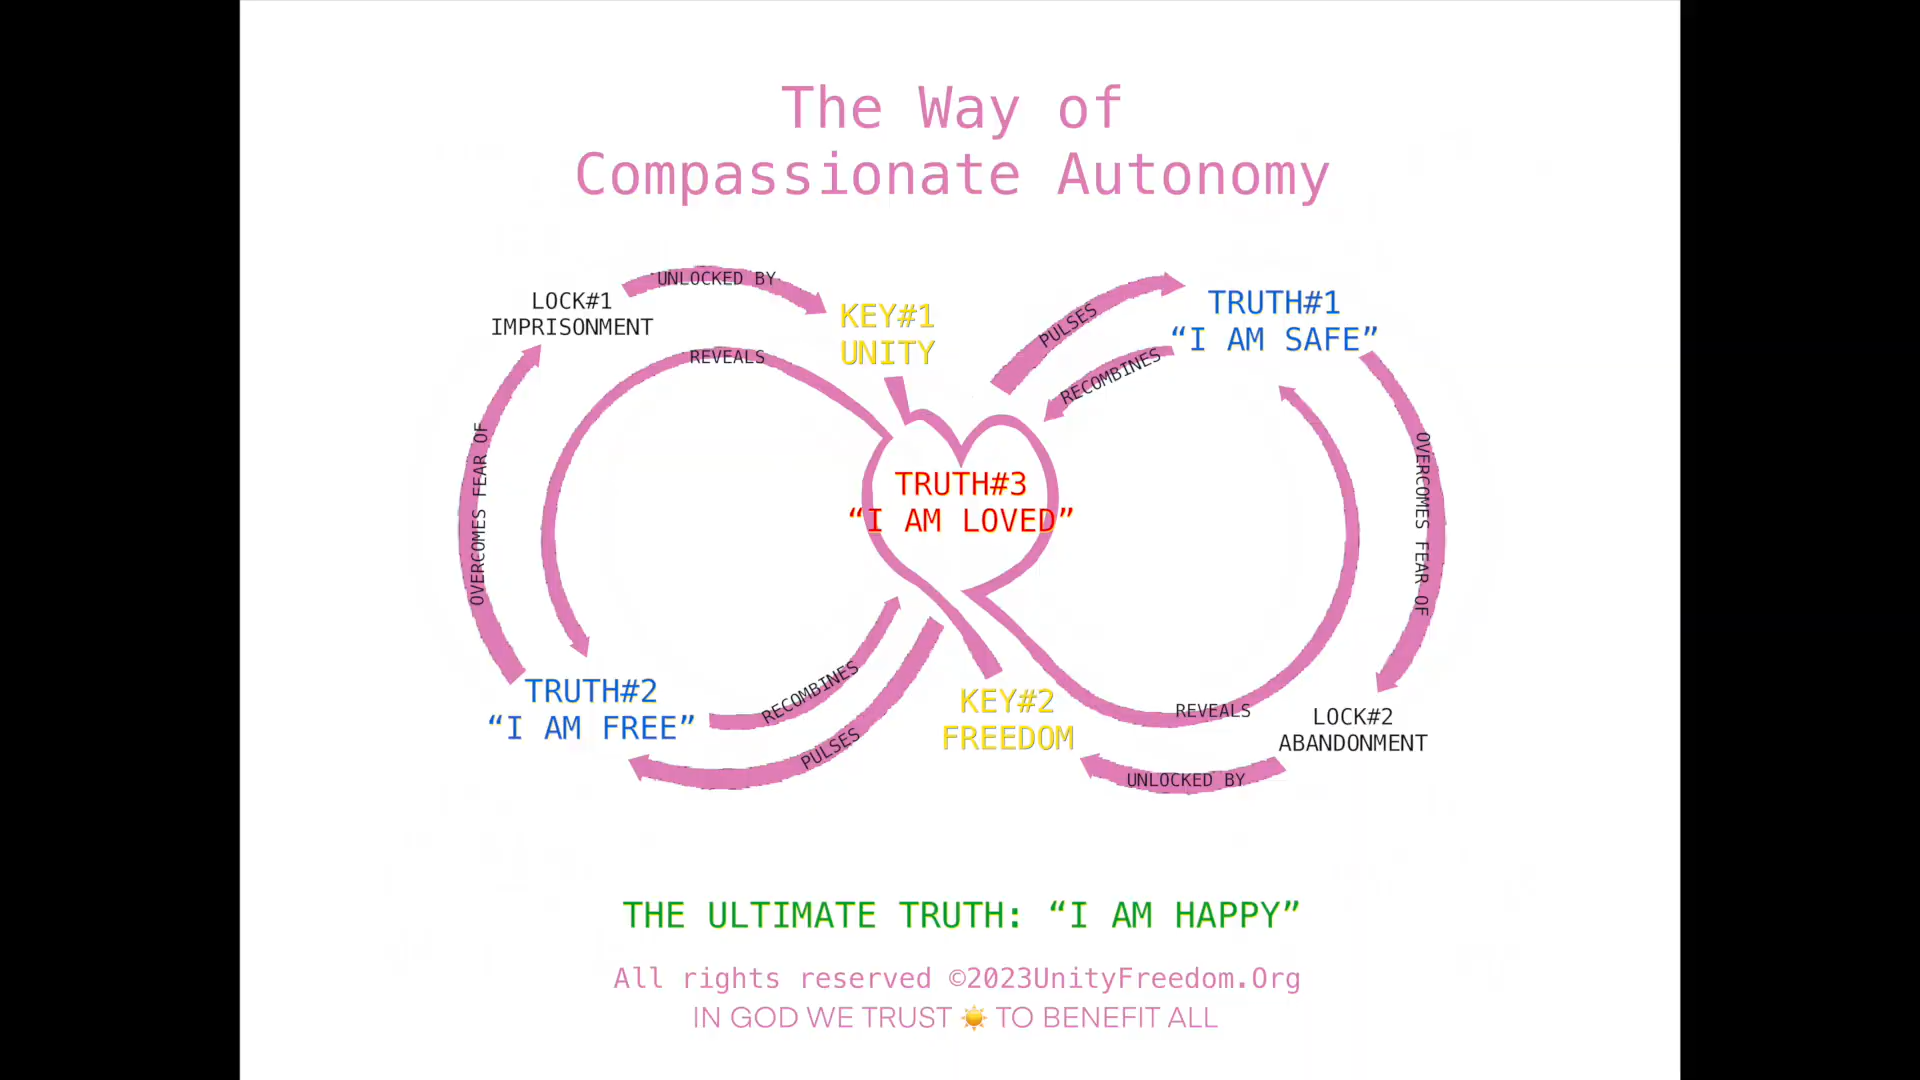 The Way of
Compassionate Autonomy
UNLOCKED BY
LOCK#1
IMPRISONMENT
KEY#1
UNITY
REVEALS
PULSES
TRUTH#1
“I AM SAFE”
RECOMBINES
OVERCOMES FEAR OF
TRUTH#3
“I AM LOVED”
OVERCOMES FEAR OF
TRUTH#2
“I AM FREE”
RECOMBINES
PULSES
KEY#2
FREEDOM
REVEALS
LOCK#2
ABANDONMENT
UNLOCKED BY
THE ULTIMATE TRUTH: “I AM HAPPY”
All rights reserved ©2023UnityFreedom.Org
IN GOD WE TRUST ☀️ TO BENEFIT ALL